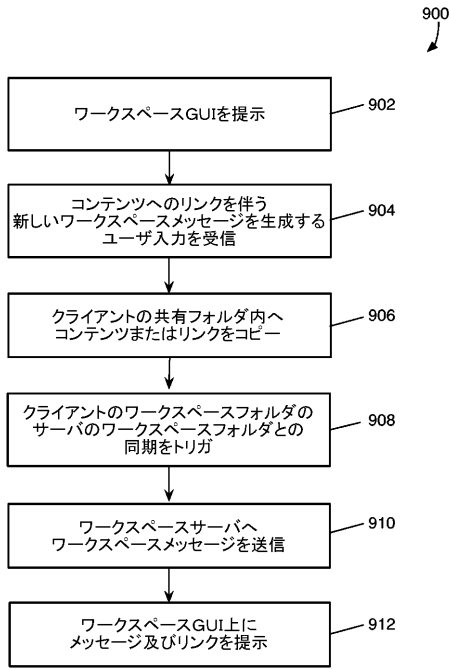 900
ワークスペースGUIを提示
902
コンテンツへのリンクを伴う
新しいワークスペースメッセージを生成する
ユーザ入力を受信
904
クライアントの共有フォルダ内へ
コンテンツまたはリンクをコピー
906
クライアントのワークスペースフォルダの
サーバのワークスペースフォルダとの
同期をトリガ
908
ワークスペースサーバへ
ワークスペースメッセージを送信
910
ワークスペースGUI上に
メッセージ及びリンクを提示
912